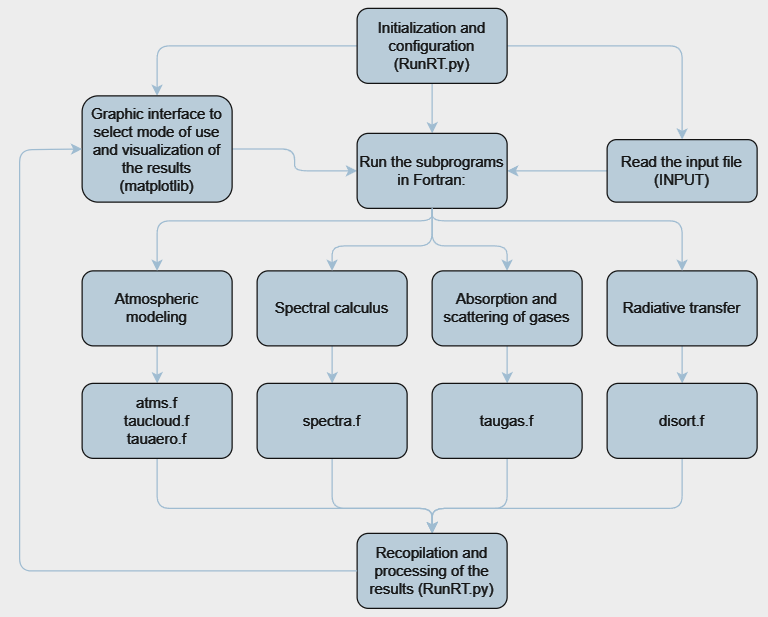 Initialization and
configuration
(RunRT.py)
Graphic interface to
select mode of use
and visualization of
the results
(matplotlib)
Run the subprograms
in Fortran:
Read the input file
(INPUT)
Atmospheric
modeling
Spectral calculus
Absorption and
scattering of gases
Radiative transfer
atms.f
taucloud.f
tauaero.f
spectra.f
taugas.f
disort.f
Recopilation and
processing of the
results (RunRT.py)